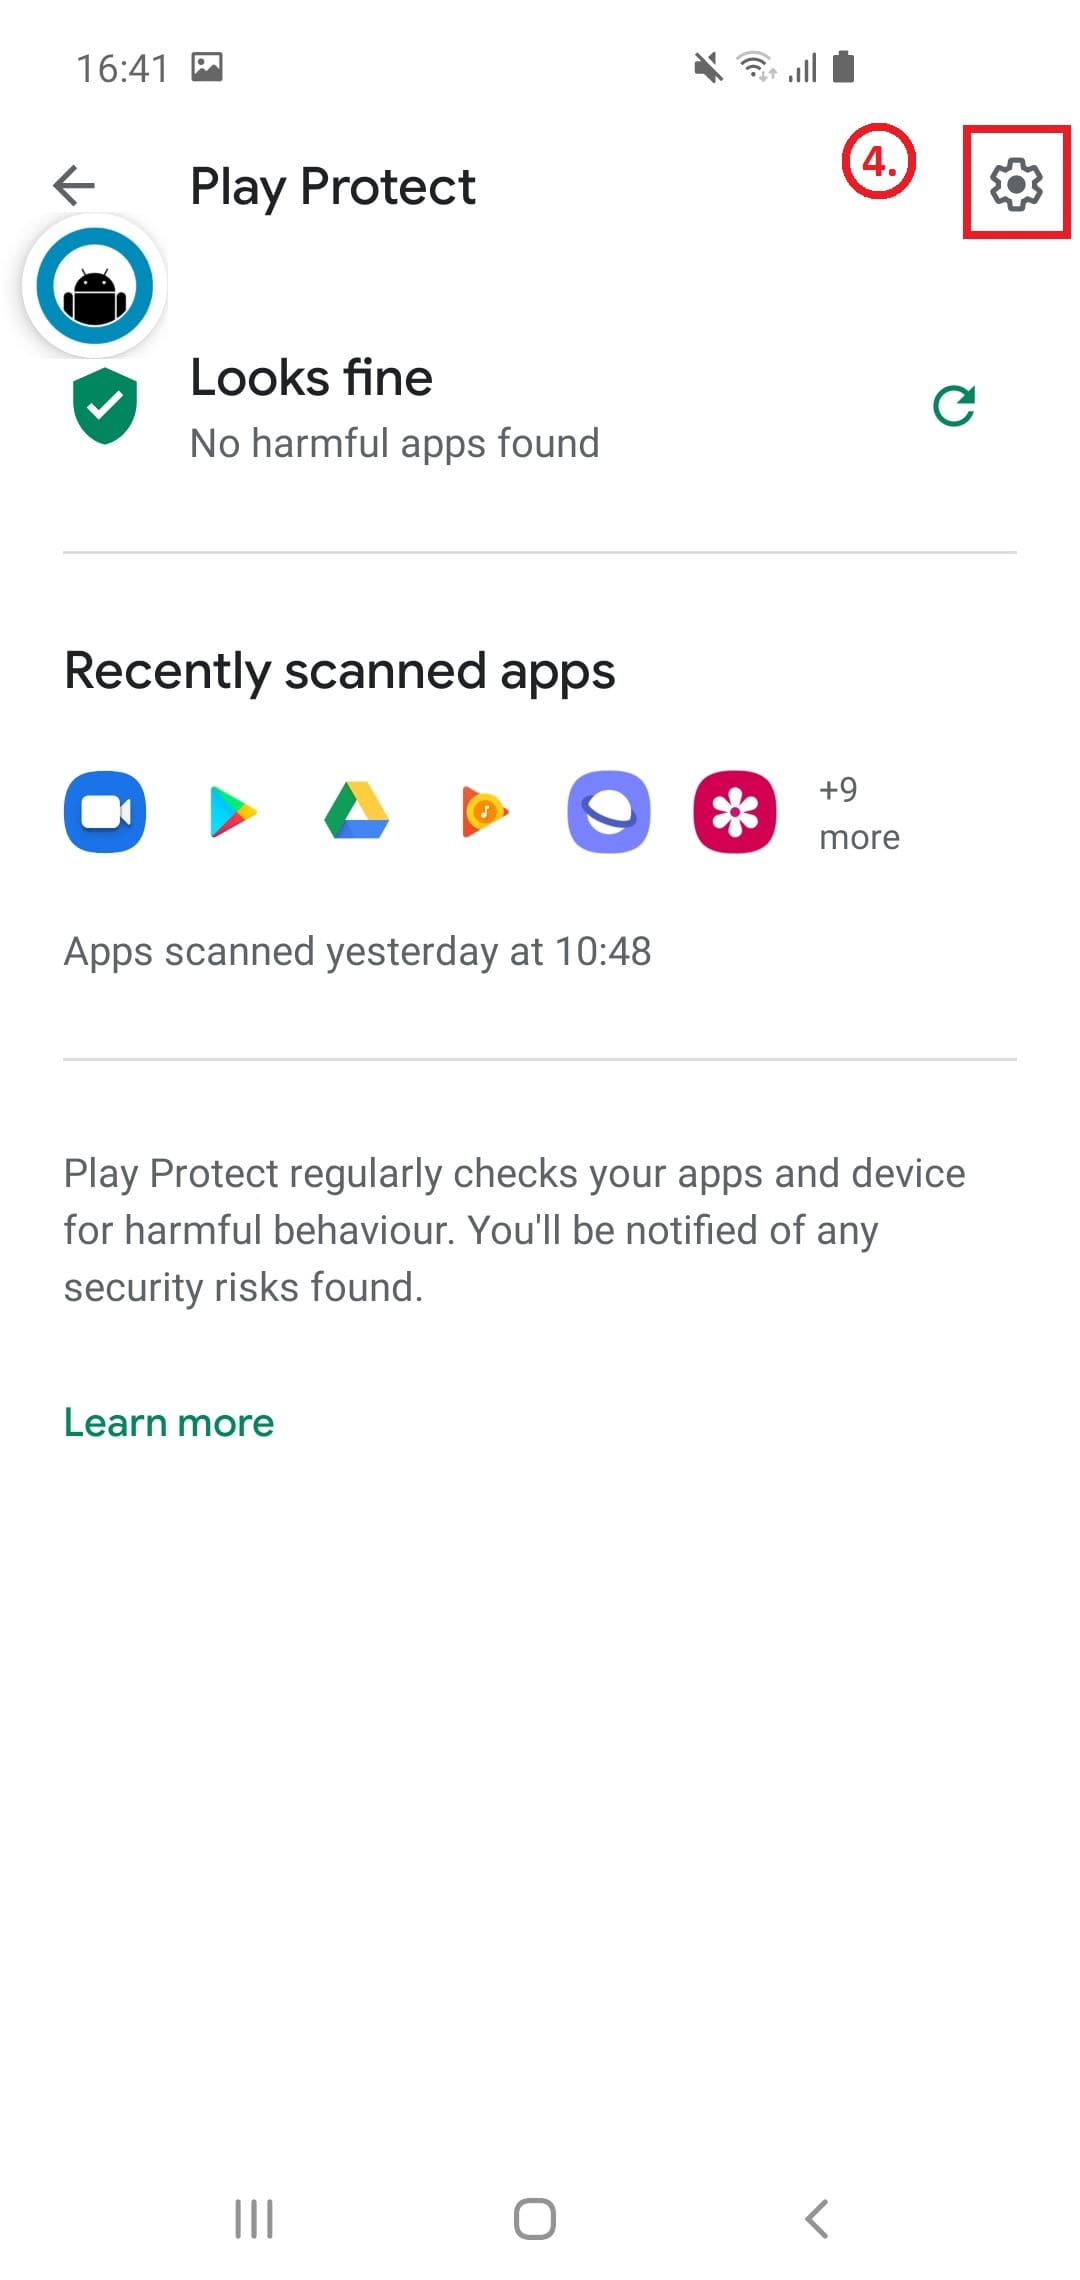 16:41
4.
Play Protect
Looks fine
No harmful apps found
Recently scanned apps
+9
more
Apps scanned yesterday at 10:48
Play Protect regularly checks your apps and device
for harmful behaviour. You'll be notified of any
security risks found.
Learn more